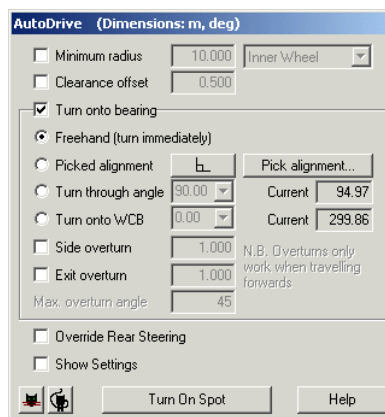 AutoDrive (Dimensions: m, deg)
Minimum radius 10.000 Inner Wheel
Clearance offset 0.500
Turn onto bearing
Freehand (turn immediately)
Picked alignment Pick alignment...
Turn through angle 90.00 Current 94.97
Turn onto WCB 0.00 Current 299.86
Side overturn 1.000 N.B. Overturns only
work when travelling
Exit overturn 1.000 forwards
Max. overturn angle 45
Override Rear Steering
Show Settings
Turn On Spot Help